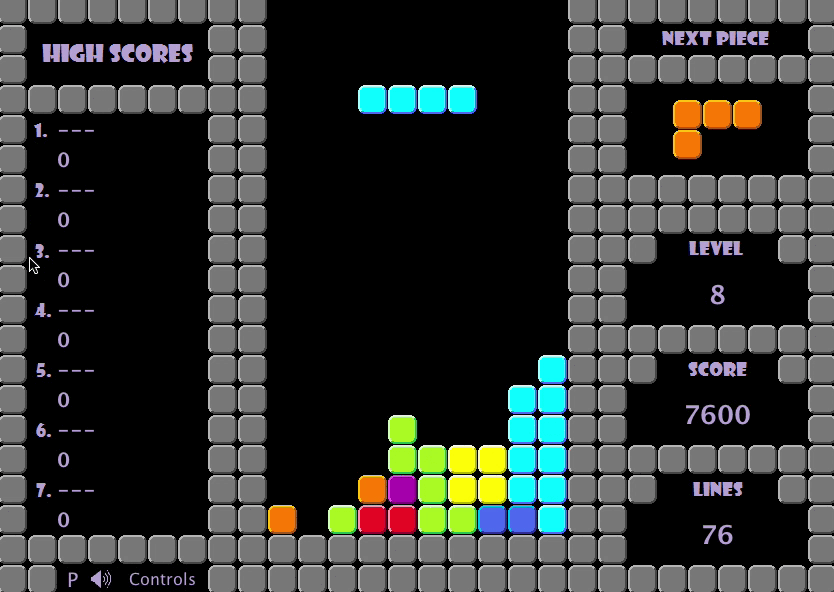 HIGH SCORES
1. ---
0
2. ---
0
3. ---
0
4. ---
0
5. ---
0
6. ---
0
7. ---
0
P Controls
NEXT PIECE
LEVEL
8
SCORE
7600
LINES
76